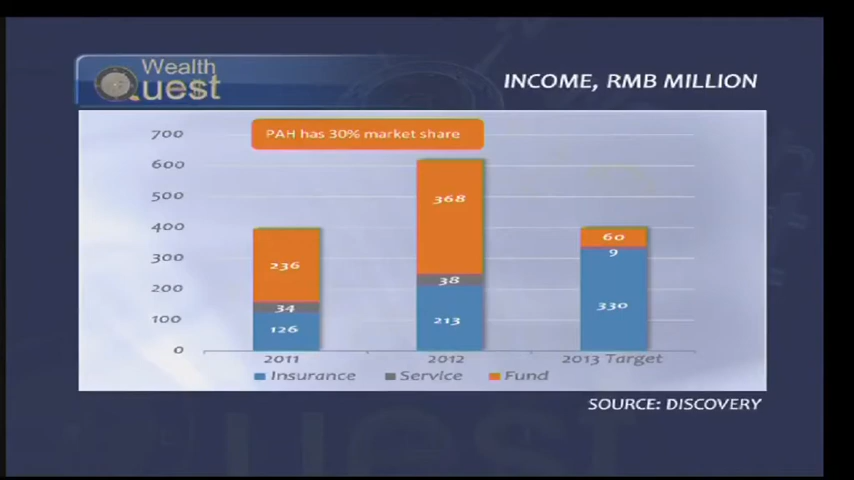 Wealth
Quest
INCOME, RMB MILLION
700
PAH has 30% market share
600
500
400
300
200
100
0
368
236
60
9
38
34
330
213
126
2011
2012
2013 Target
Insurance
Service
Fund
SOURCE: DISCOVERY
uest